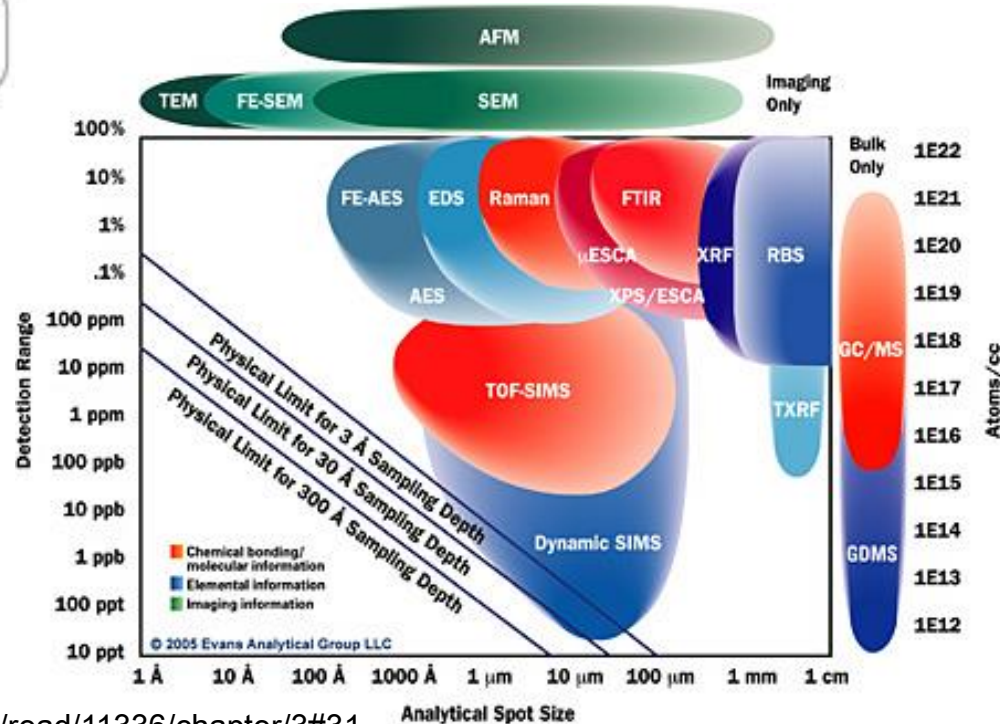 AFM
TEM FE-SEM SEM
Imaging
Only
100%
10%
1%
.1%
100 ppm
10 ppm
1 ppm
100 ppb
10 ppb
1 ppb
100 ppt
10 ppt
Detection Range
FE-AES EDS Raman FTIR
μESCA XRF RBS
AES XPS/ESCA
TOF-SIMS
TXRF
Dynamic SIMS
Physical Limit for 3 Å Sampling Depth
Physical Limit for 30 Å Sampling Depth
Physical Limit for 300 Å Sampling Depth
Chemical bonding/
molecular information
Elemental information
Imaging information
© 2005 Evans Analytical Group LLC
Bulk
Only
GC/MS
GDMS
1E22
1E21
1E20
1E19
1E18
1E17
1E16
1E15
1E14
1E13
1E12
Atoms/cc
1 Å 10 Å 100 Å 1000 Å 1 μm 10 μm 100 μm 1 mm 1 cm
Analytical Spot Size